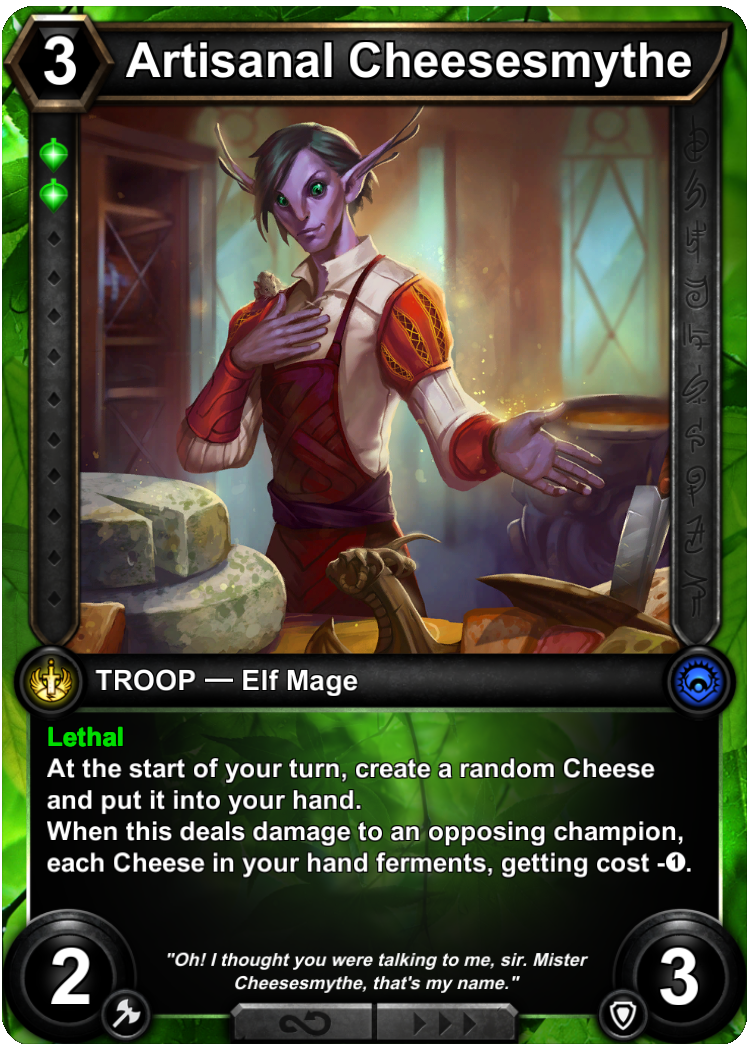 3
Artisanal Cheesesmythe
TROOP — Elf Mage
Lethal
At the start of your turn, create a random Cheese
and put it into your hand.
When this deals damage to an opposing champion,
each Cheese in your hand ferments, getting cost -❶.
2
"Oh! I thought you were talking to me, sir. Mister
Cheesesmythe, that's my name."
3